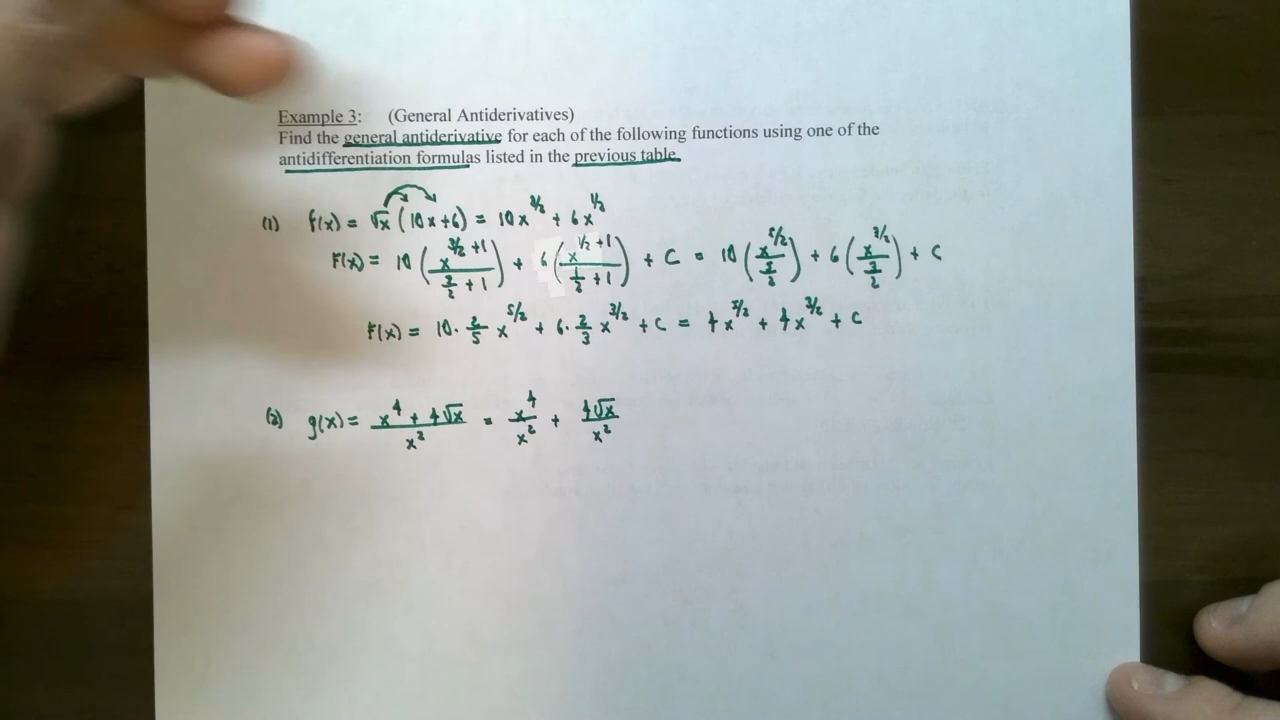 Example 3: (General Antiderivatives)
Find the general antiderivative for each of the following functions using one of the
antidifferentiation formulas listed in the previous table.
(1) f(x) = √x (10x+6) = 10x^{3/2} + 6x^{1/2}
F(x) = 10 (x^{3/2 +1}/(3/2 + 1)) + 6 (x^{1/2 +1}/(1/2 + 1)) + C = 10 (x^{5/2}/(5/2)) + 6 (x^{3/2}/(3/2)) + C
F(x) = 10 · 2/5 x^{5/2} + 6 · 2/3 x^{3/2} + C = 4x^{5/2} + 4x^{3/2} + C
(2) g(x) = (x^4 + 4√x)/x^2 = x^4/x^2 + 4√x/x^2